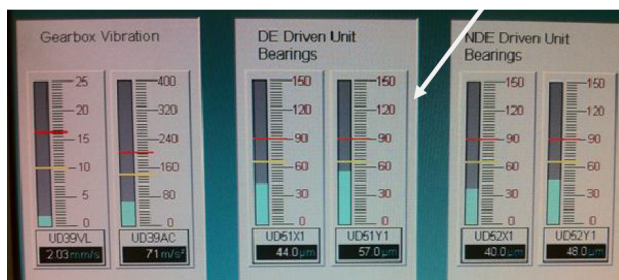 Gearbox Vibration
25
20
15
10
5
0
UD39VL
2.03 mm/s
400
320
240
160
80
0
UD39AC
71 m/s²
DE Driven Unit
Bearings
150
120
90
60
30
0
UD51X1
44.0 µm
150
120
90
60
30
0
UD51Y1
57.0 µm
NDE Driven Unit
Bearings
150
120
90
60
30
0
UD52X1
40.0 µm
150
120
90
60
30
0
UD52Y1
48.0 µm